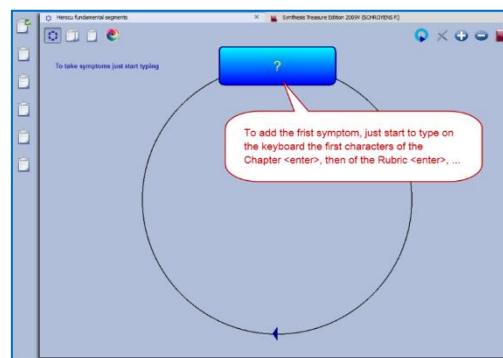 Herscu fundamental segments
Synthesis Treasure Edition 2009V (SCHROYENS F.)
To take symptoms just start typing
?
To add the frist symptom, just start to type on
the keyboard the first characters of the
Chapter <enter>, then of the Rubric <enter>, ...